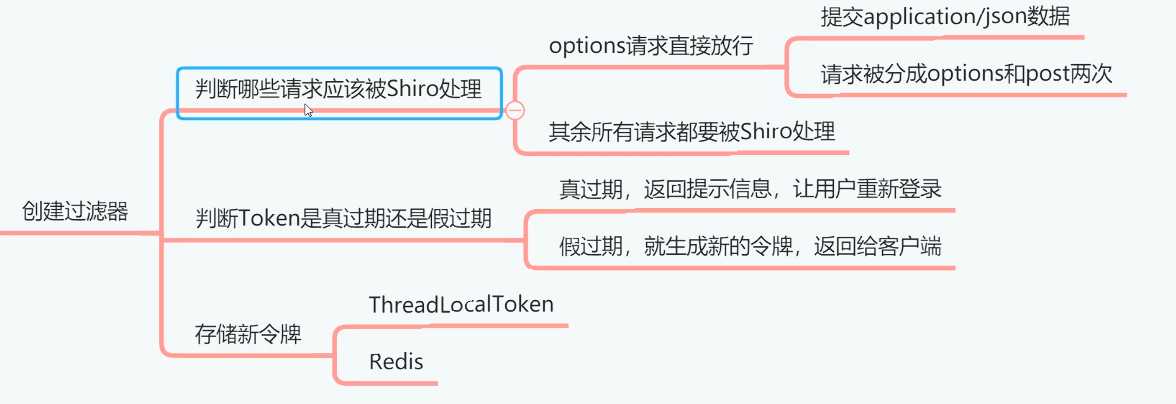 创建过滤器
判断哪些请求应该被Shiro处理
options请求直接放行
提交application/json数据
请求被分成options和post两次
其余所有请求都要被Shiro处理
判断Token是真过期还是假过期
真过期，返回提示信息，让用户重新登录
假过期，就生成新的令牌，返回给客户端
存储新令牌
ThreadLocalToken
Redis